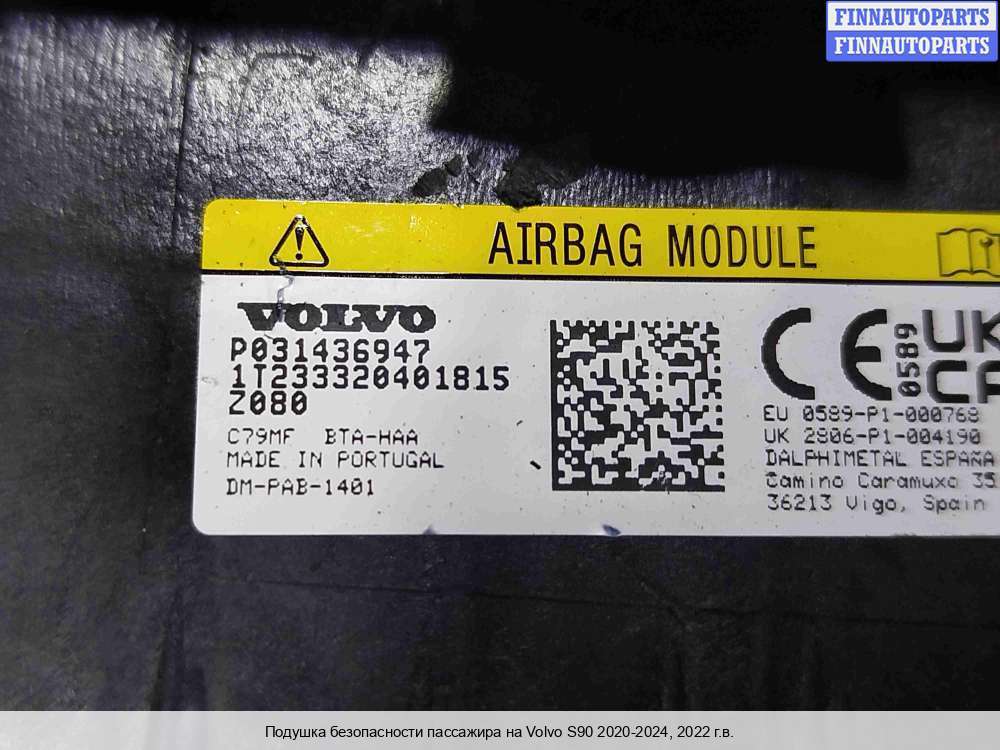 FINNAUTOPARTS
FINNAUTOPARTS
AIRBAG MODULE
VOLVO
P031436947
1T233320401815
Z080
C79MF BTA-HAA
MADE IN PORTUGAL
DM-PAB-1401
CE 0589 UK CA
EU 0589-P1-000768
UK 2806-P1-004190
DALPHIMETAL ESPAÑA
Camino Caramuxo 35
36213 Vigo, Spain
Подушка безопасности пассажира на Volvo S90 2020-2024, 2022 г.в.